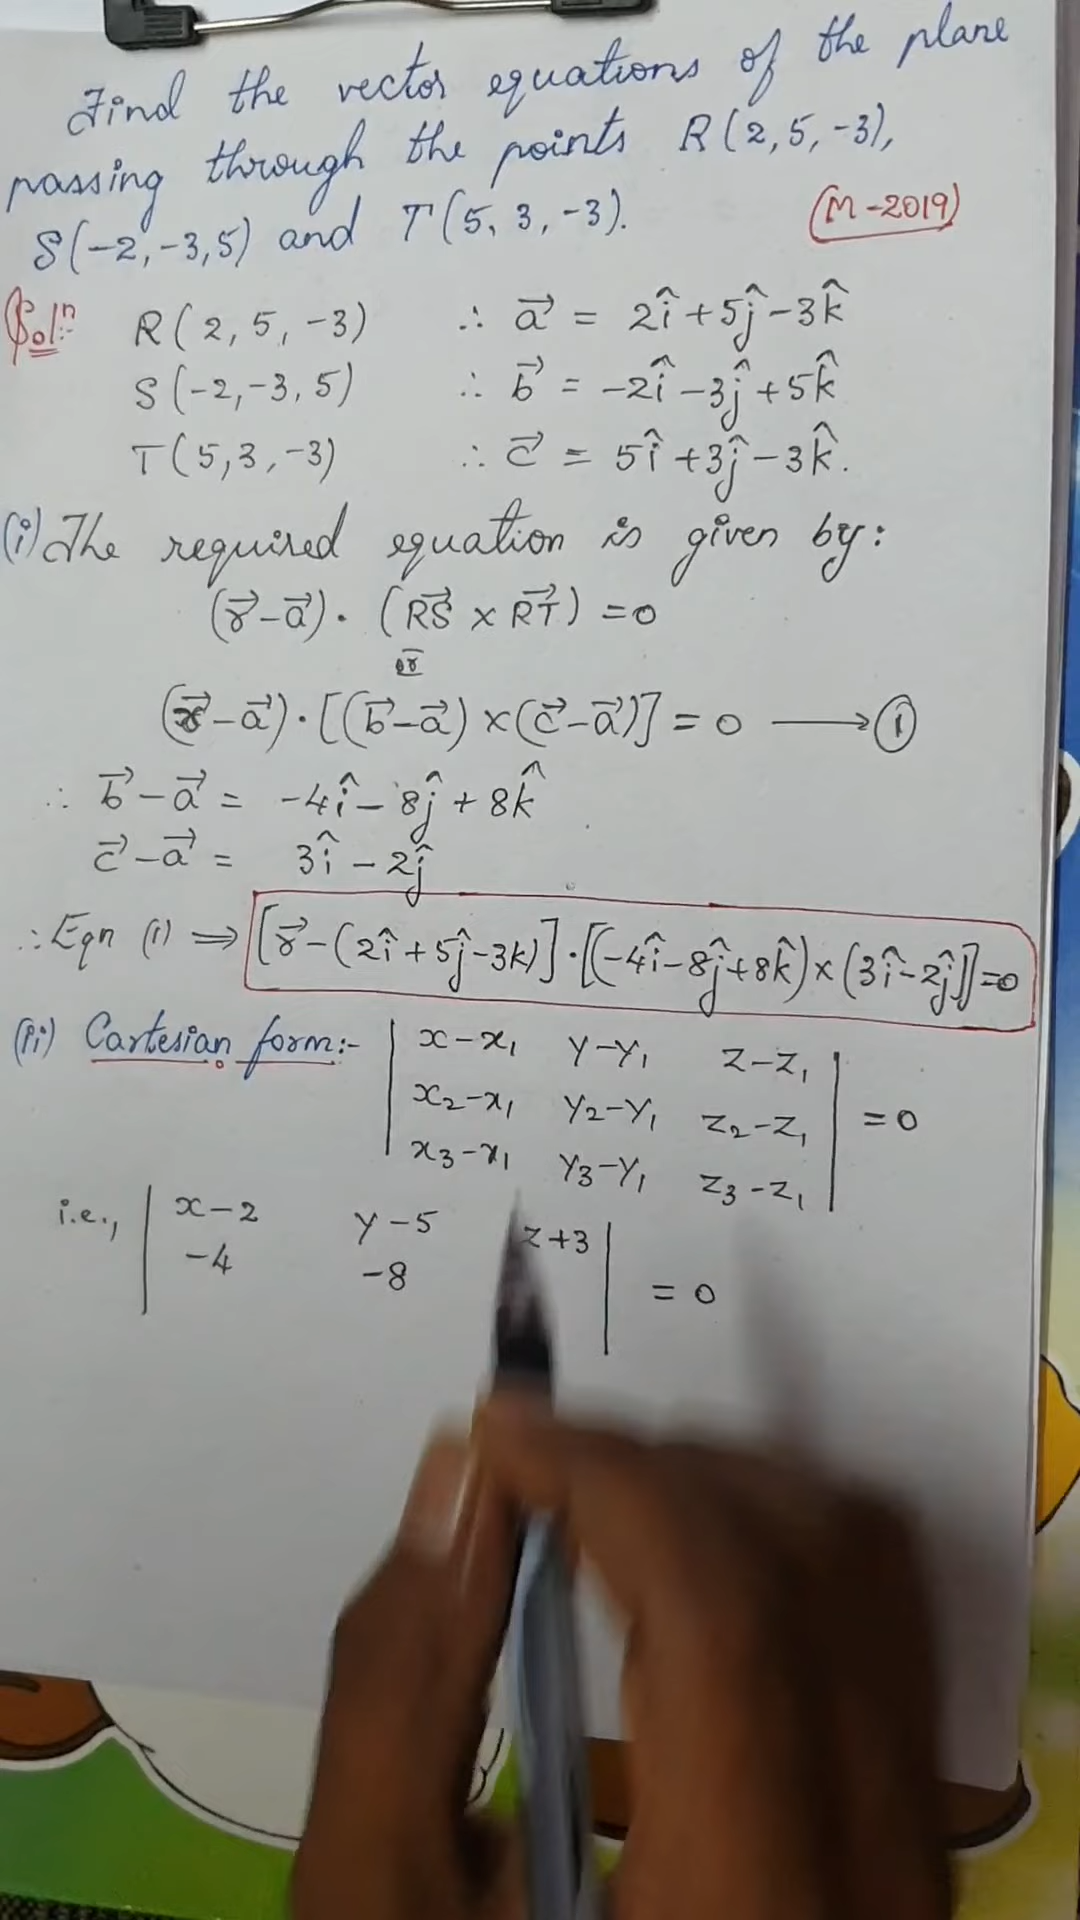 Find the vector equations of the plane
passing through the points R(2, 5, -3),
S(-2, -3, 5) and T(5, 3, -3).
(M-2019)
Solⁿ:-
R(2, 5, -3) ∴ a⃗ = 2î + 5ĵ - 3k̂
S(-2, -3, 5) ∴ b⃗ = -2î - 3ĵ + 5k̂
T(5, 3, -3) ∴ c⃗ = 5î + 3ĵ - 3k̂.
(i) The required equation is given by:
(r⃗ - a⃗) · (RS⃗ × RT⃗) = 0
or
(r⃗ - a⃗) · [(b⃗ - a⃗) × (c⃗ - a⃗)] = 0 ⟶ ①
∴ b⃗ - a⃗ = -4î - 8ĵ + 8k̂
c⃗ - a⃗ = 3î - 2ĵ
∴ Eqn (1) ⟹ [r⃗ - (2î + 5ĵ - 3k)] · [(-4î - 8ĵ + 8k̂) × (3î - 2ĵ)] = 0
(ii) Cartesian form:- | x - x₁ y - y₁ z - z₁ |
| x₂ - x₁ y₂ - y₁ z₂ - z₁ | = 0
| x₃ - x₁ y₃ - y₁ z₃ - z₁ |
i.e., | x - 2 y - 5 z + 3 |
| -4 -8 | = 0